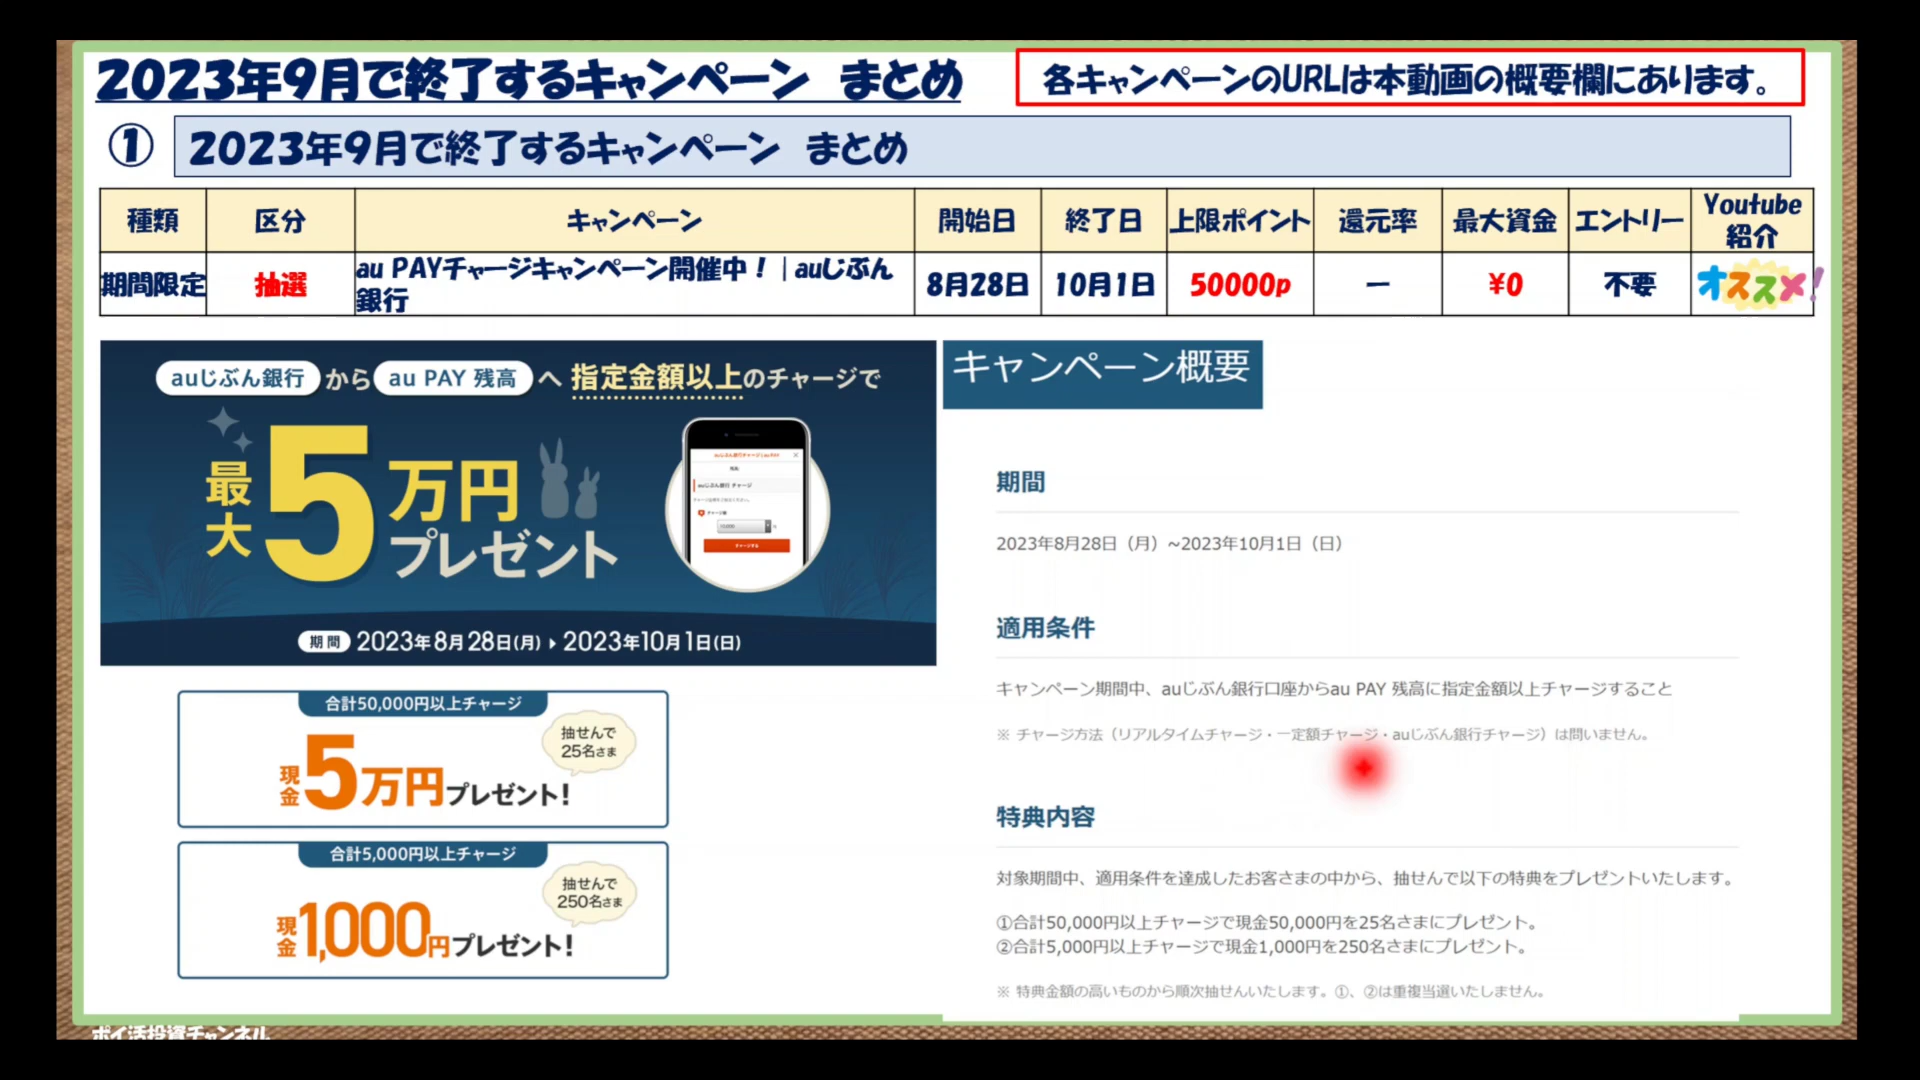 2023年9月で終了するキャンペーン まとめ
各キャンペーンのURLは本動画の概要欄にあります。
① 2023年9月で終了するキャンペーン まとめ
種類 区分 キャンペーン 開始日 終了日 上限ポイント 還元率 最大資金 エントリー Youtube紹介
期間限定 抽選 au PAYチャージキャンペーン開催中！｜auじぶん銀行 8月28日 10月1日 50000p ー ¥0 不要 オススメ!
auじぶん銀行 から au PAY 残高 へ 指定金額以上のチャージで
最大5万円プレゼント
期間 2023年8月28日(月) ▸ 2023年10月1日(日)
合計50,000円以上チャージ
抽せんで
25名さま
現金5万円プレゼント!
合計5,000円以上チャージ
抽せんで
250名さま
現金1,000円プレゼント!
キャンペーン概要
期間
2023年8月28日（月）~2023年10月1日（日）
適用条件
キャンペーン期間中、auじぶん銀行口座からau PAY 残高に指定金額以上チャージすること
※ チャージ方法（リアルタイムチャージ・一定額チャージ・auじぶん銀行チャージ）は問いません。
特典内容
対象期間中、適用条件を達成したお客さまの中から、抽せんで以下の特典をプレゼントいたします。
①合計50,000円以上チャージで現金50,000円を25名さまにプレゼント。
②合計5,000円以上チャージで現金1,000円を250名さまにプレゼント。
※ 特典金額の高いものから順次抽せんいたします。①、②は重複当選いたしません。
ポイ活投資チャンネル